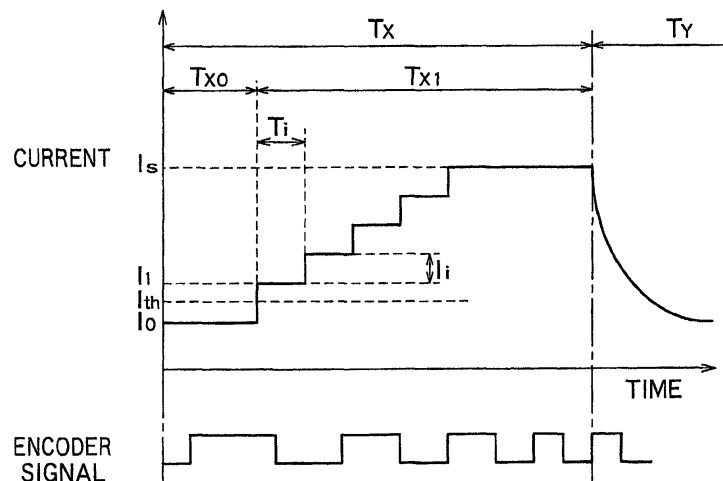 Tx
TY
Tx0
Tx1
Ti
CURRENT
Is
I1
Ii
Ith
I0
TIME
ENCODER
SIGNAL